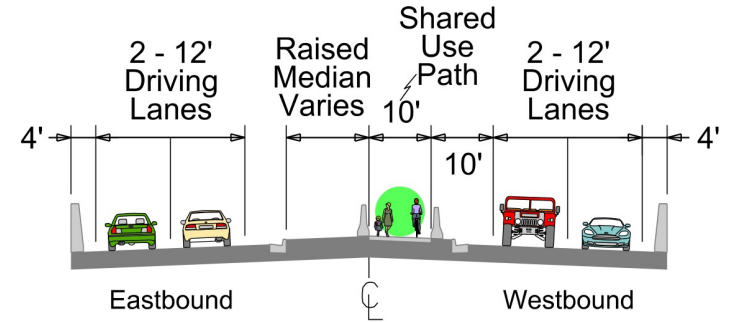 2 - 12'
Driving
Lanes
Raised
Median
Varies
Shared
Use
Path
2 - 12'
Driving
Lanes
4'
10'
10'
4'
Eastbound
Westbound
CL